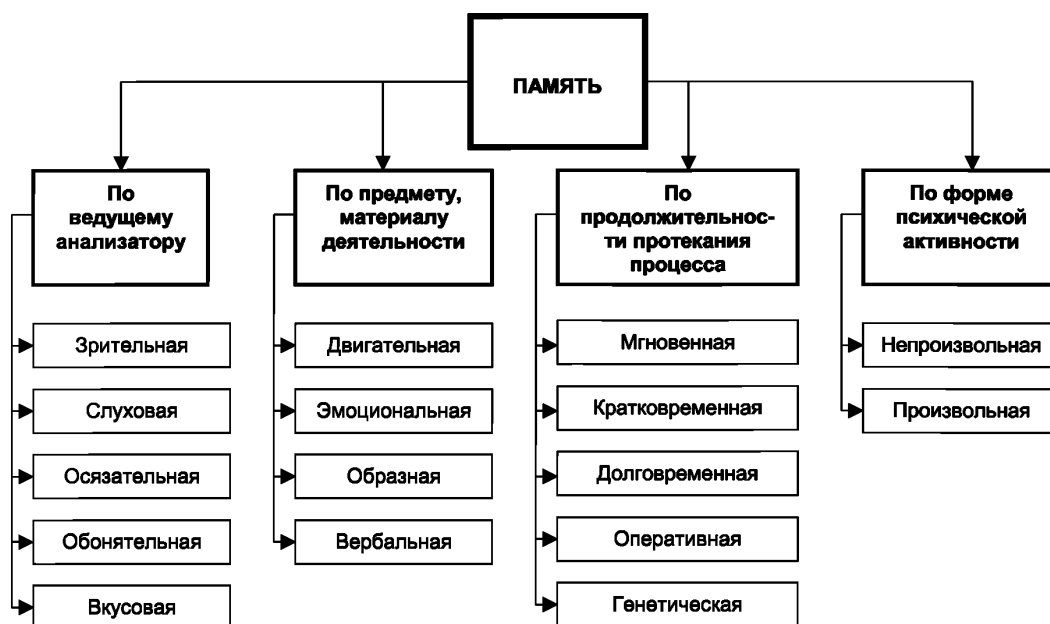 ПАМЯТЬ
По
ведущему
анализатору
Зрительная
Слуховая
Осязательная
Обонятельная
Вкусовая
По предмету,
материалу
деятельности
Двигательная
Эмоциональная
Образная
Вербальная
По
продолжительнос-
ти протекания
процесса
Мгновенная
Кратковременная
Долговременная
Оперативная
Генетическая
По форме
психической
активности
Непроизвольная
Произвольная